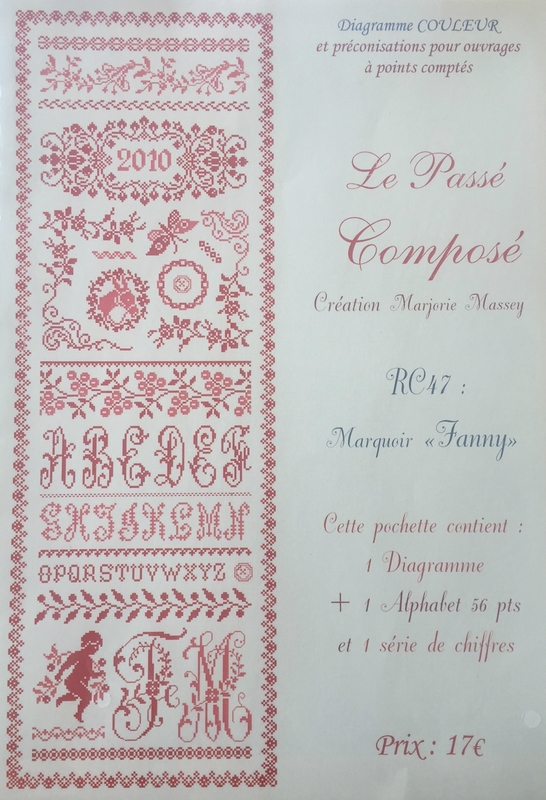 Diagramme COULEUR
et préconisations pour ouvrages
à points comptés
Le Passé
Composé
Création Marjorie Massey
RC47 :
Marquoir «Fanny»
Cette pochette contient :
1 Diagramme
+ 1 Alphabet 56 pts
et 1 série de chiffres
Prix : 17€
2010
ABCDEF
GHIJKLMN
OPQRSTUVWXYZ
F M